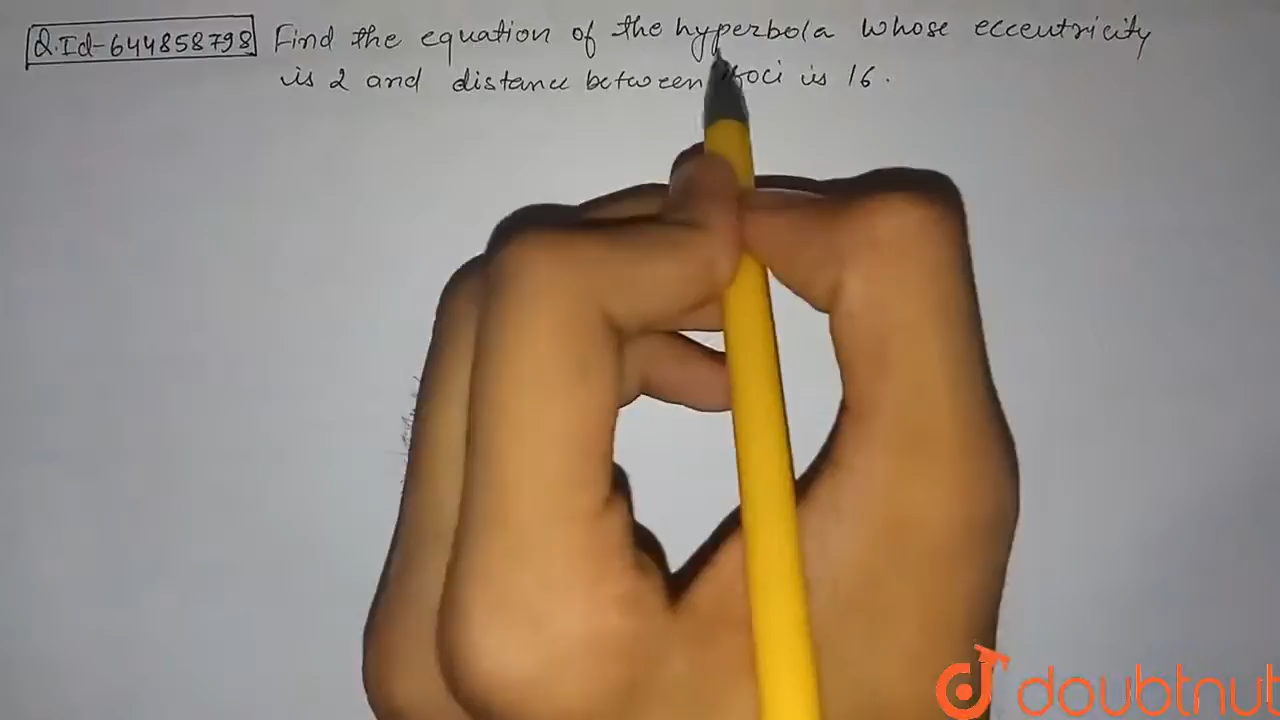 Q.Id-644858798 Find the equation of the hyperbola whose eccentricity
is 2 and distance between foci is 16.
doubtnut